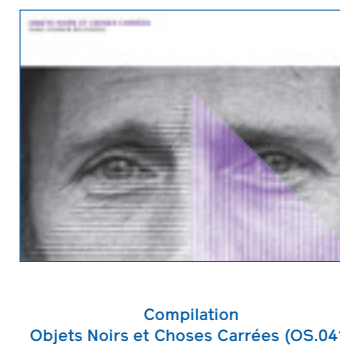 OBJETS NOIRS ET CHOSES CARRÉES
Compilation
Objets Noirs et Choses Carrées (OS.04